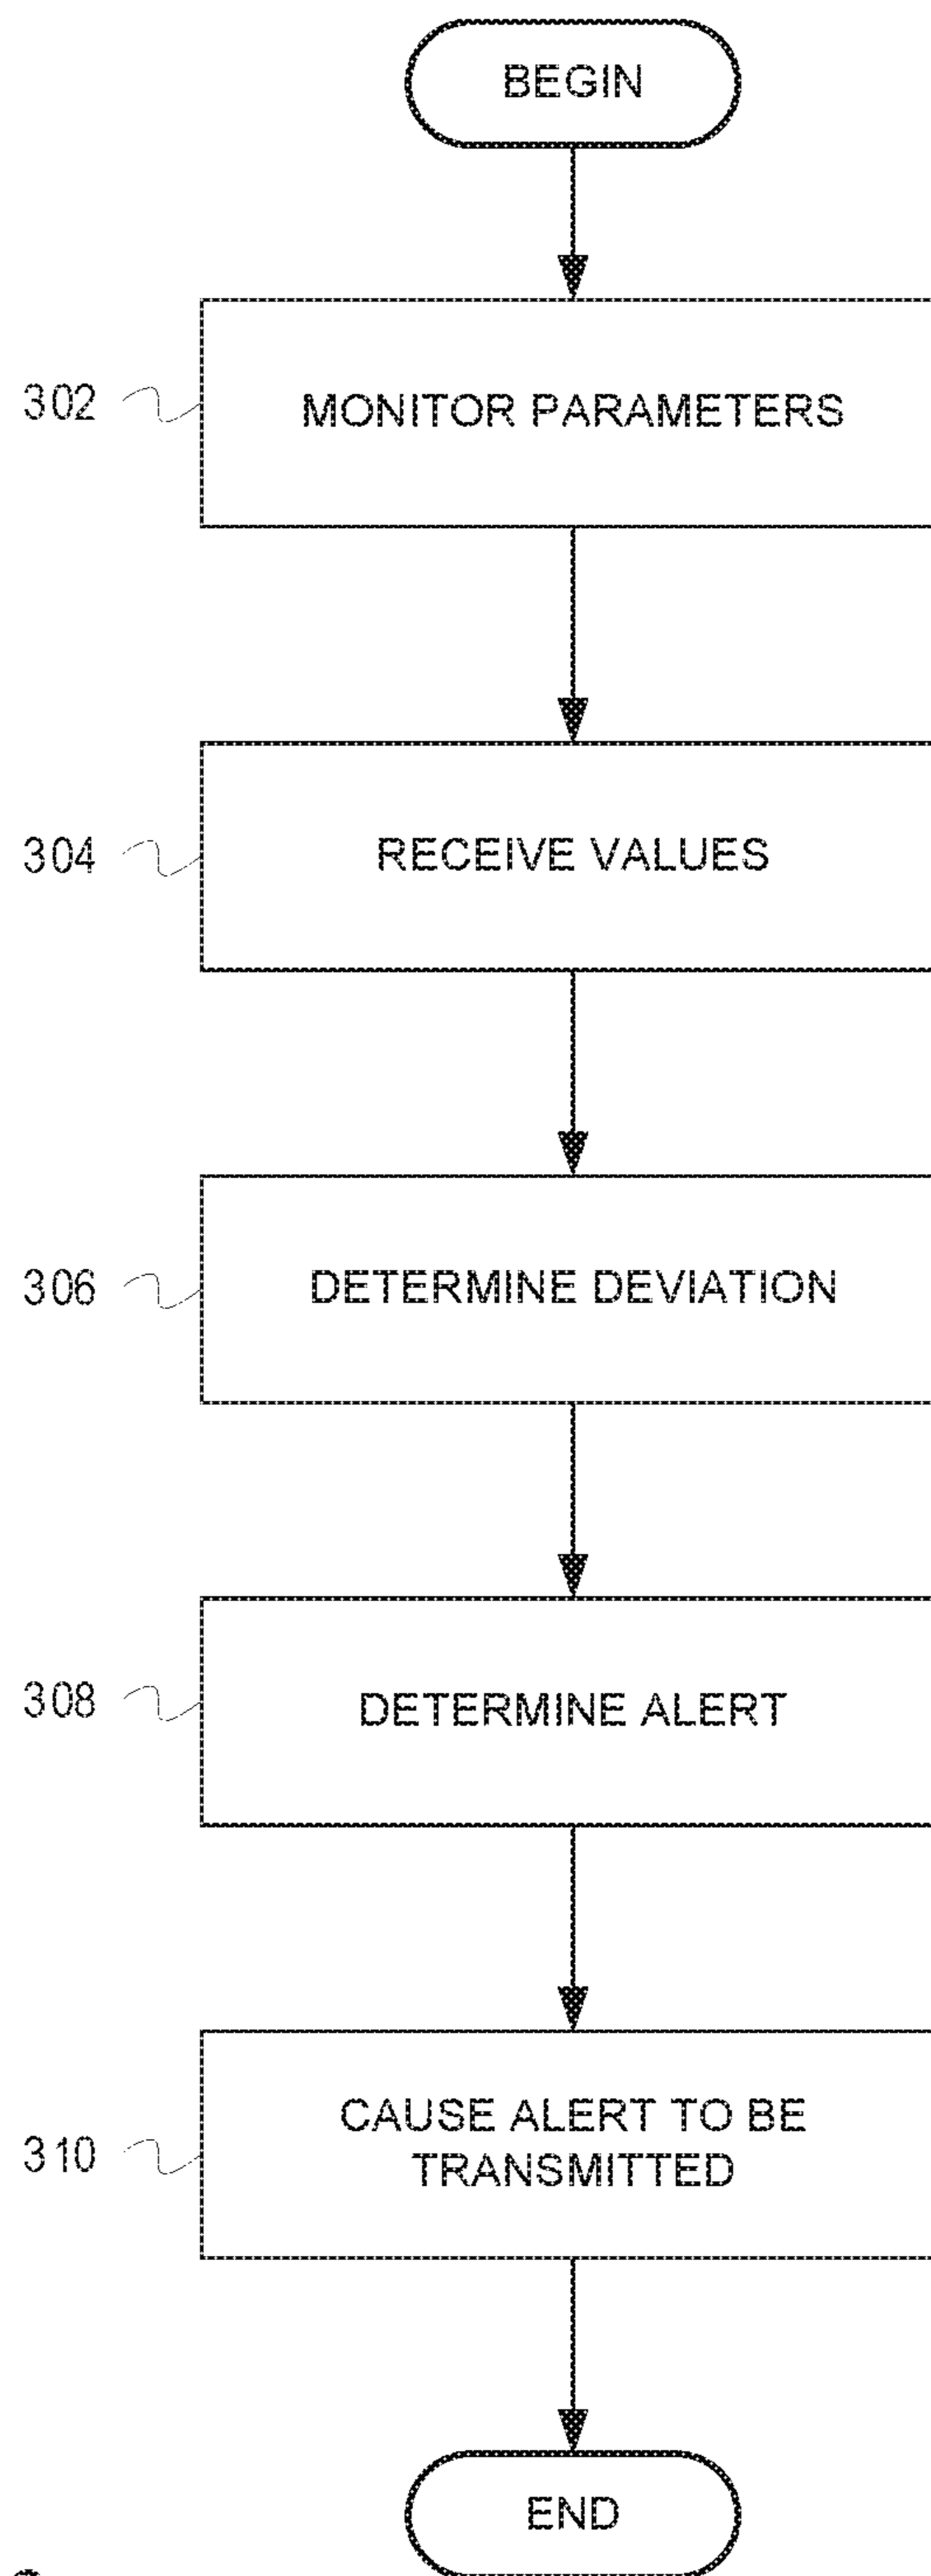 BEGIN
302
MONITOR PARAMETERS
304
RECEIVE VALUES
306
DETERMINE DEVIATION
308
DETERMINE ALERT
310
CAUSE ALERT TO BE
TRANSMITTED
END